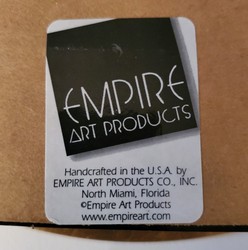 EMPIRE
ART PRODUCTS
Handcrafted in the U.S.A. by
EMPIRE ART PRODUCTS CO., INC.
North Miami, Florida
©Empire Art Products
www.empireart.com